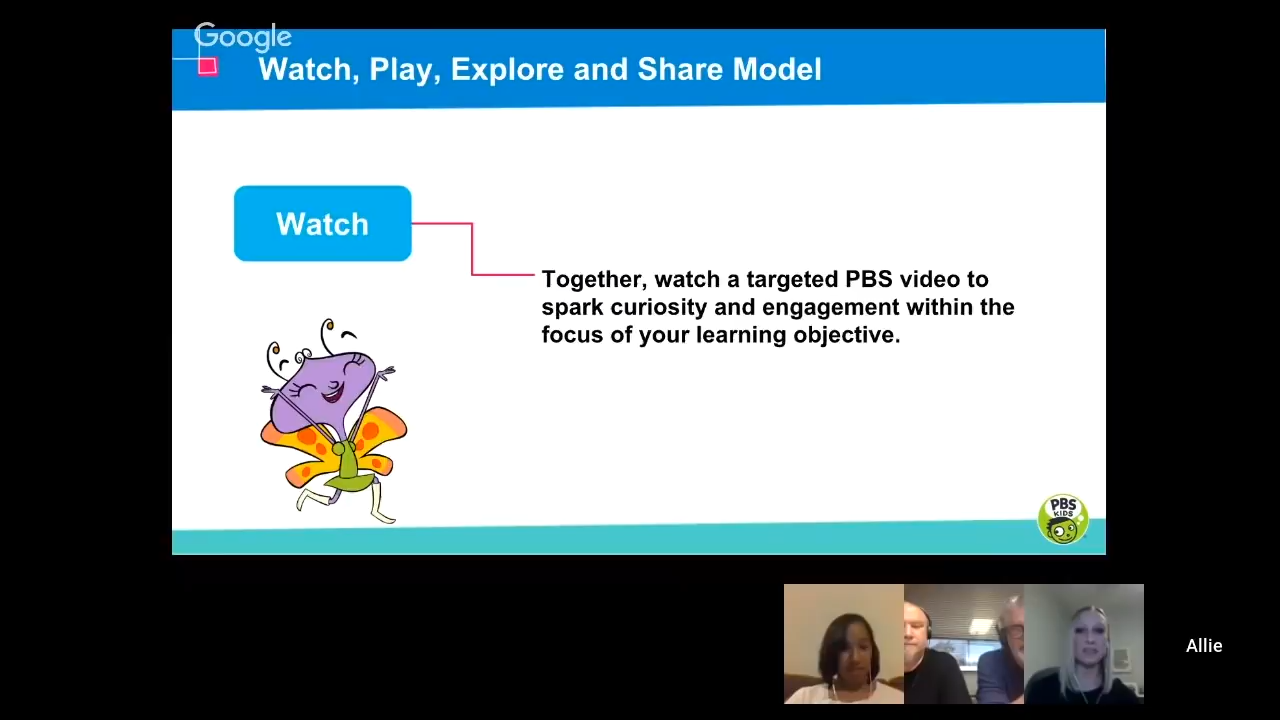 Google
Watch, Play, Explore and Share Model
Watch
Together, watch a targeted PBS video to
spark curiosity and engagement within the
focus of your learning objective.
PBS
KIDS
Allie